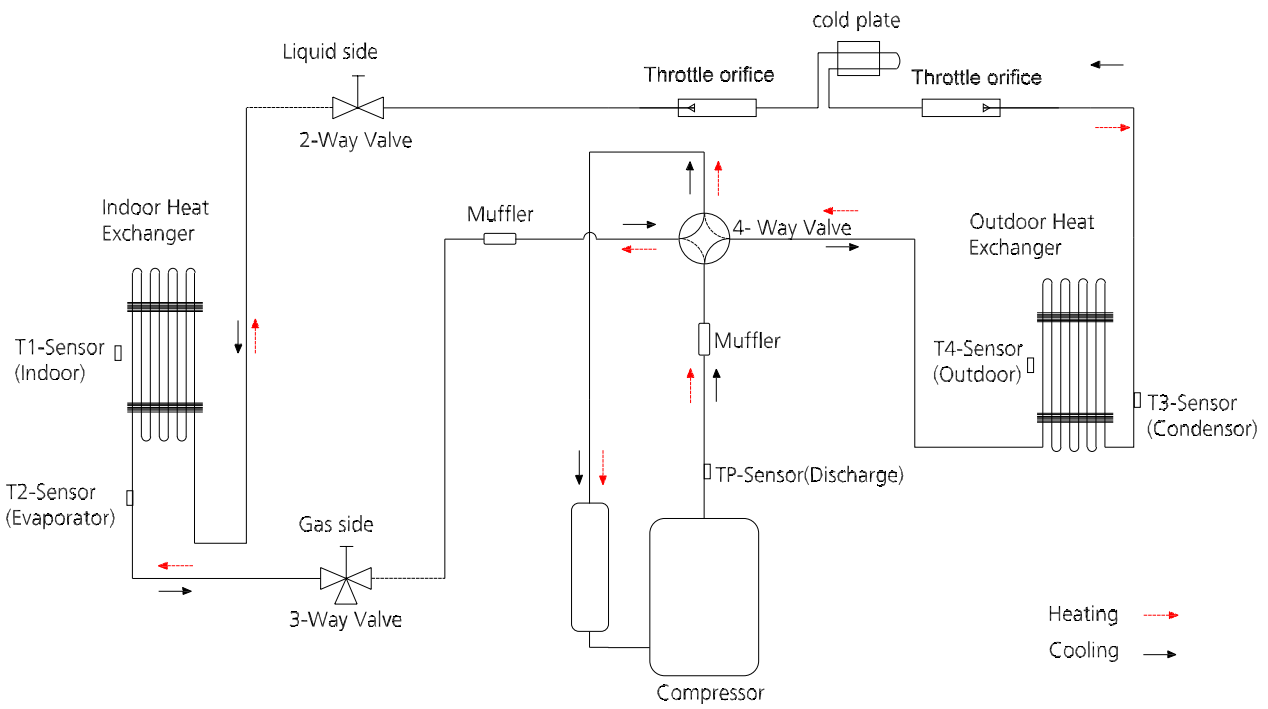 cold plate
Liquid side
Throttle orifice
Throttle orifice
2-Way Valve
Indoor Heat
Exchanger
Muffler
4- Way Valve
Outdoor Heat
Exchanger
T1-Sensor
(Indoor)
Muffler
T4-Sensor
(Outdoor)
T3-Sensor
(Condensor)
TP-Sensor(Discharge)
T2-Sensor
(Evaporator)
Gas side
3-Way Valve
Heating
Cooling
Compressor